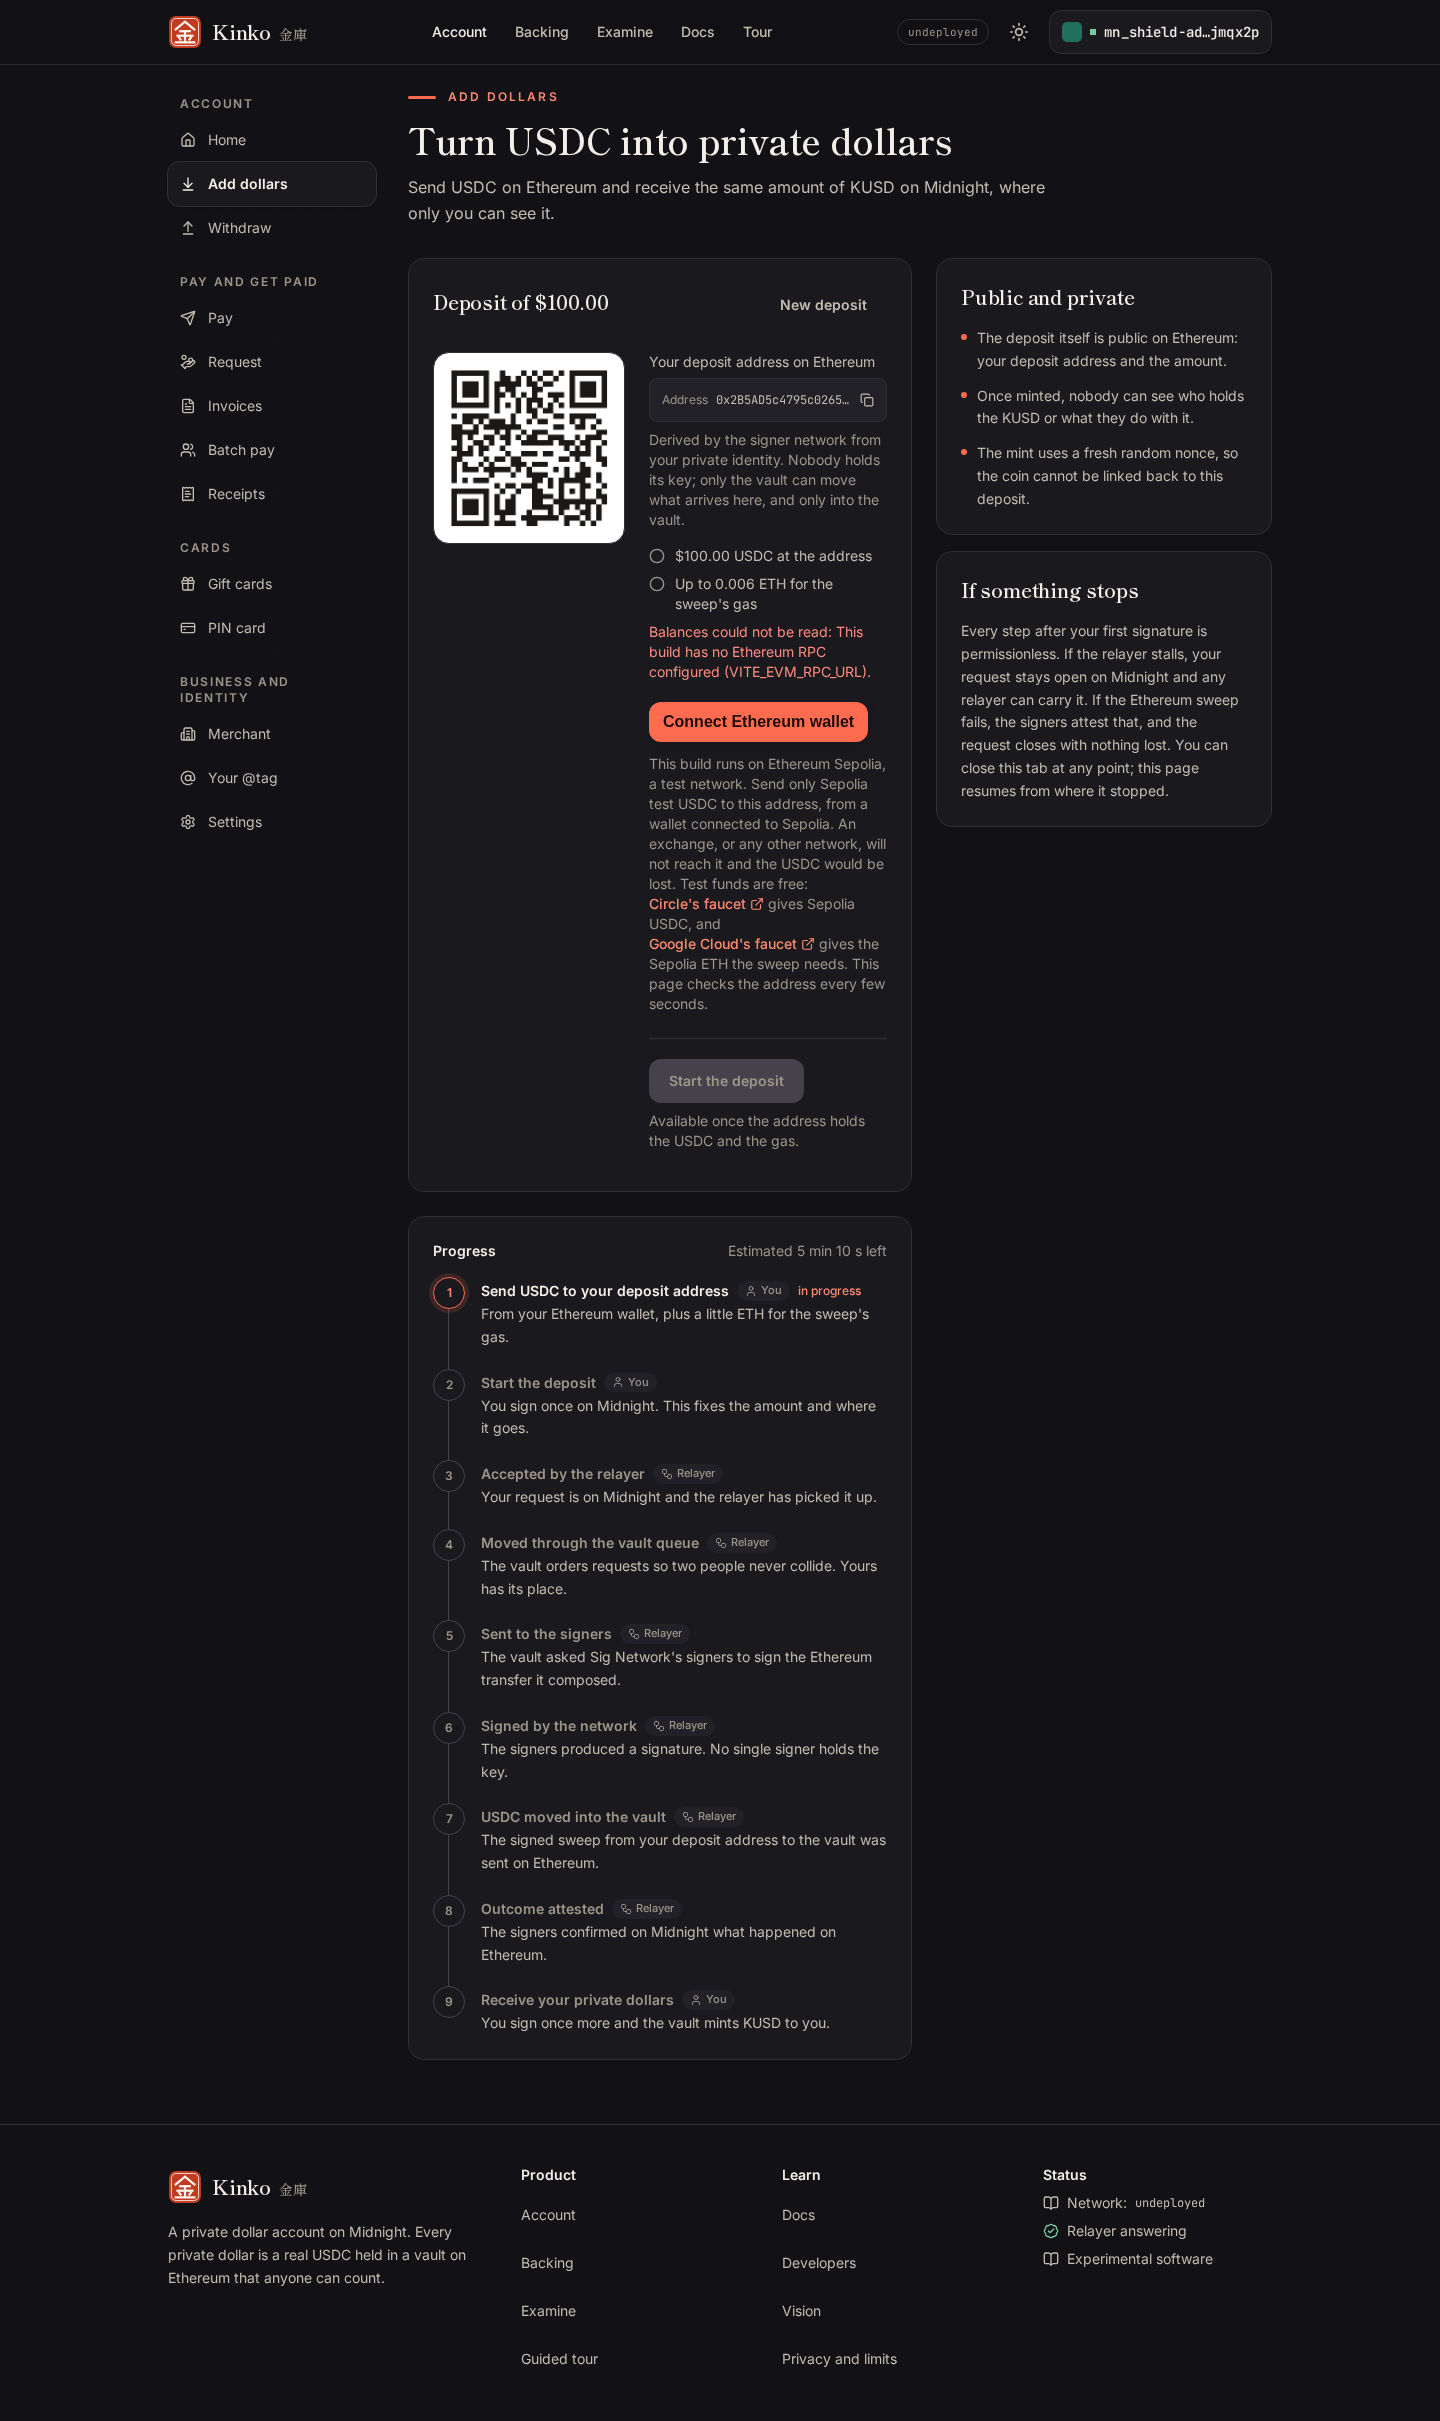 Kinko 金庫
Account
Backing
Examine
Docs
Tour
undeployed
mn_shield-ad…jmqx2p
ACCOUNT
Home
Add dollars
Withdraw
PAY AND GET PAID
Pay
Request
Invoices
Batch pay
Receipts
CARDS
Gift cards
PIN card
BUSINESS AND
IDENTITY
Merchant
Your @tag
Settings
ADD DOLLARS
Turn USDC into private dollars
Send USDC on Ethereum and receive the same amount of KUSD on Midnight, where
only you can see it.
Deposit of $100.00
New deposit
Your deposit address on Ethereum
Address 0x2B5AD5c4795c0265…
Derived by the signer network from
your private identity. Nobody holds
its key; only the vault can move
what arrives here, and only into the
vault.
$100.00 USDC at the address
Up to 0.006 ETH for the
sweep's gas
Balances could not be read: This
build has no Ethereum RPC
configured (VITE_EVM_RPC_URL).
Connect Ethereum wallet
This build runs on Ethereum Sepolia,
a test network. Send only Sepolia
test USDC to this address, from a
wallet connected to Sepolia. An
exchange, or any other network, will
not reach it and the USDC would be
lost. Test funds are free:
Circle's faucet gives Sepolia
USDC, and
Google Cloud's faucet gives the
Sepolia ETH the sweep needs. This
page checks the address every few
seconds.
Start the deposit
Available once the address holds
the USDC and the gas.
Public and private
The deposit itself is public on Ethereum:
your deposit address and the amount.
Once minted, nobody can see who holds
the KUSD or what they do with it.
The mint uses a fresh random nonce, so
the coin cannot be linked back to this
deposit.
If something stops
Every step after your first signature is
permissionless. If the relayer stalls, your
request stays open on Midnight and any
relayer can carry it. If the Ethereum sweep
fails, the signers attest that, and the
request closes with nothing lost. You can
close this tab at any point; this page
resumes from where it stopped.
Progress
Estimated 5 min 10 s left
1
Send USDC to your deposit address You in progress
From your Ethereum wallet, plus a little ETH for the sweep's
gas.
2
Start the deposit You
You sign once on Midnight. This fixes the amount and where
it goes.
3
Accepted by the relayer Relayer
Your request is on Midnight and the relayer has picked it up.
4
Moved through the vault queue Relayer
The vault orders requests so two people never collide. Yours
has its place.
5
Sent to the signers Relayer
The vault asked Sig Network's signers to sign the Ethereum
transfer it composed.
6
Signed by the network Relayer
The signers produced a signature. No single signer holds the
key.
7
USDC moved into the vault Relayer
The signed sweep from your deposit address to the vault was
sent on Ethereum.
8
Outcome attested Relayer
The signers confirmed on Midnight what happened on
Ethereum.
9
Receive your private dollars You
You sign once more and the vault mints KUSD to you.
Kinko 金庫
A private dollar account on Midnight. Every
private dollar is a real USDC held in a vault on
Ethereum that anyone can count.
Product
Account
Backing
Examine
Guided tour
Learn
Docs
Developers
Vision
Privacy and limits
Status
Network: undeployed
Relayer answering
Experimental software